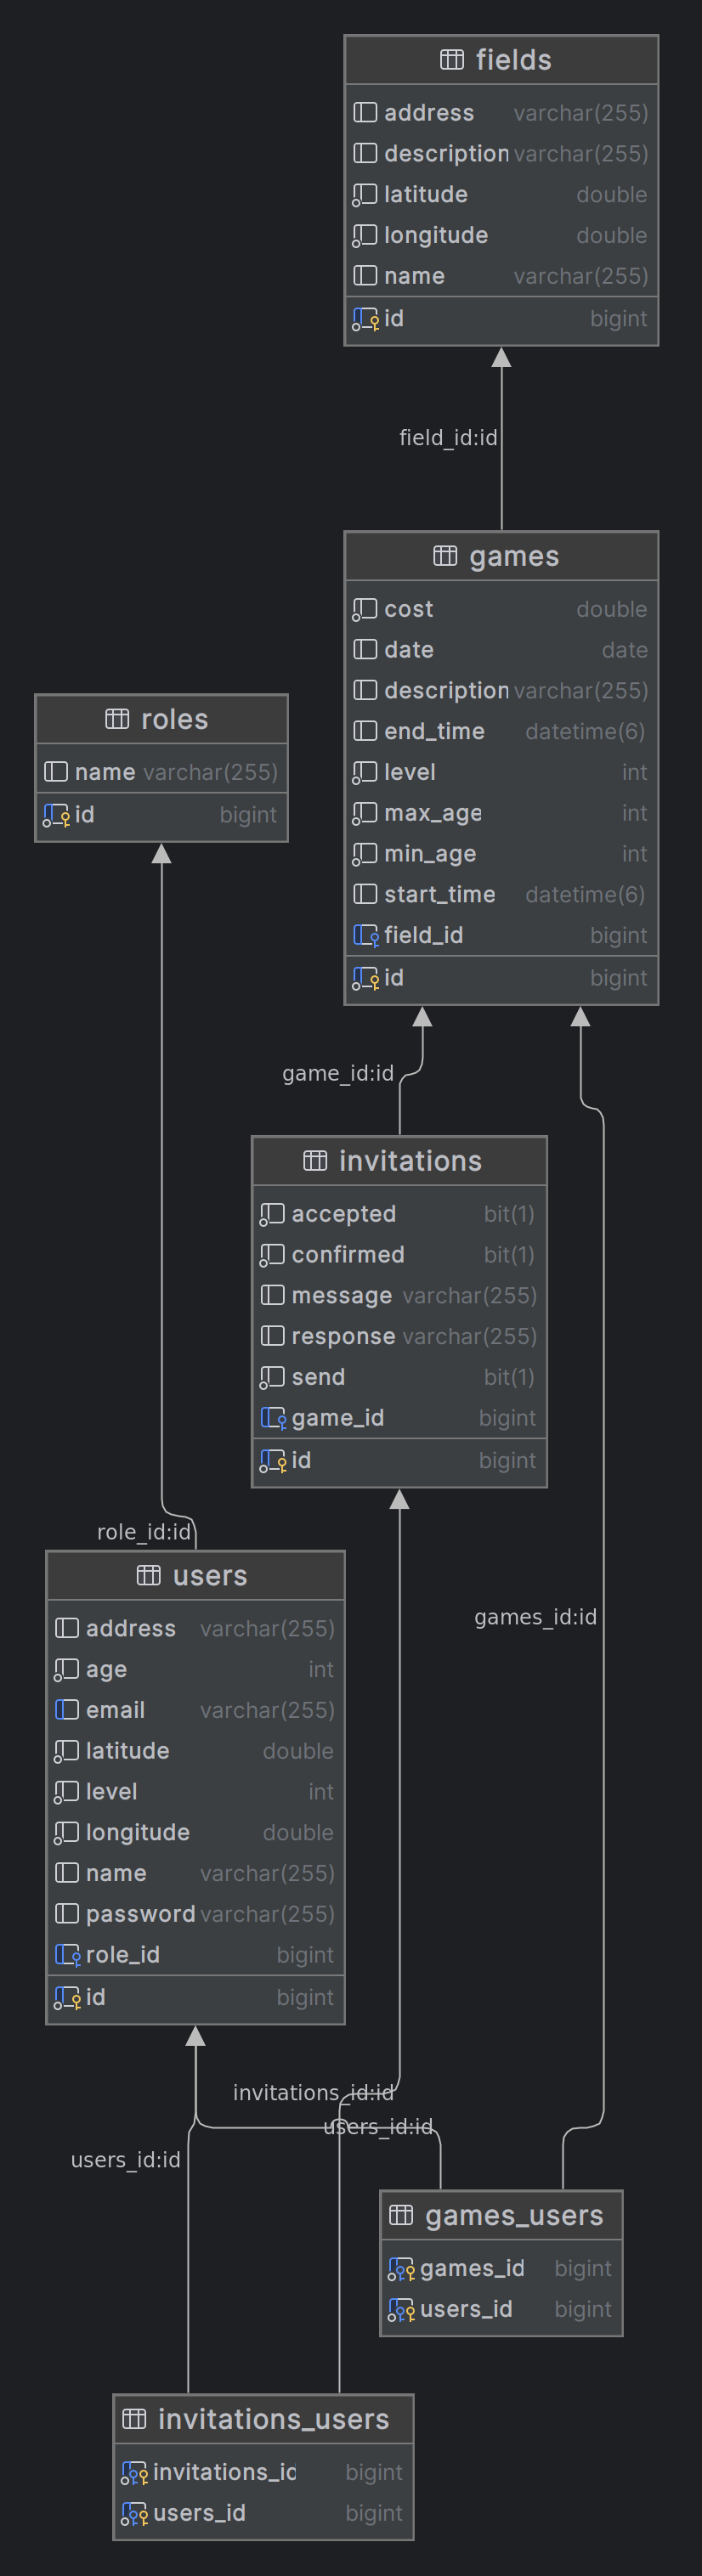 fields
address varchar(255)
description varchar(255)
latitude double
longitude double
name varchar(255)
id bigint
field_id:id
games
cost double
date date
description varchar(255)
end_time datetime(6)
level int
max_age int
min_age int
start_time datetime(6)
field_id bigint
id bigint
roles
name varchar(255)
id bigint
game_id:id
invitations
accepted bit(1)
confirmed bit(1)
message varchar(255)
response varchar(255)
send bit(1)
game_id bigint
id bigint
role_id:id
users
address varchar(255)
age int
email varchar(255)
latitude double
level int
longitude double
name varchar(255)
password varchar(255)
role_id bigint
id bigint
games_id:id
invitations_id:id
users_id:id
users_id:id
games_users
games_id bigint
users_id bigint
invitations_users
invitations_id bigint
users_id bigint